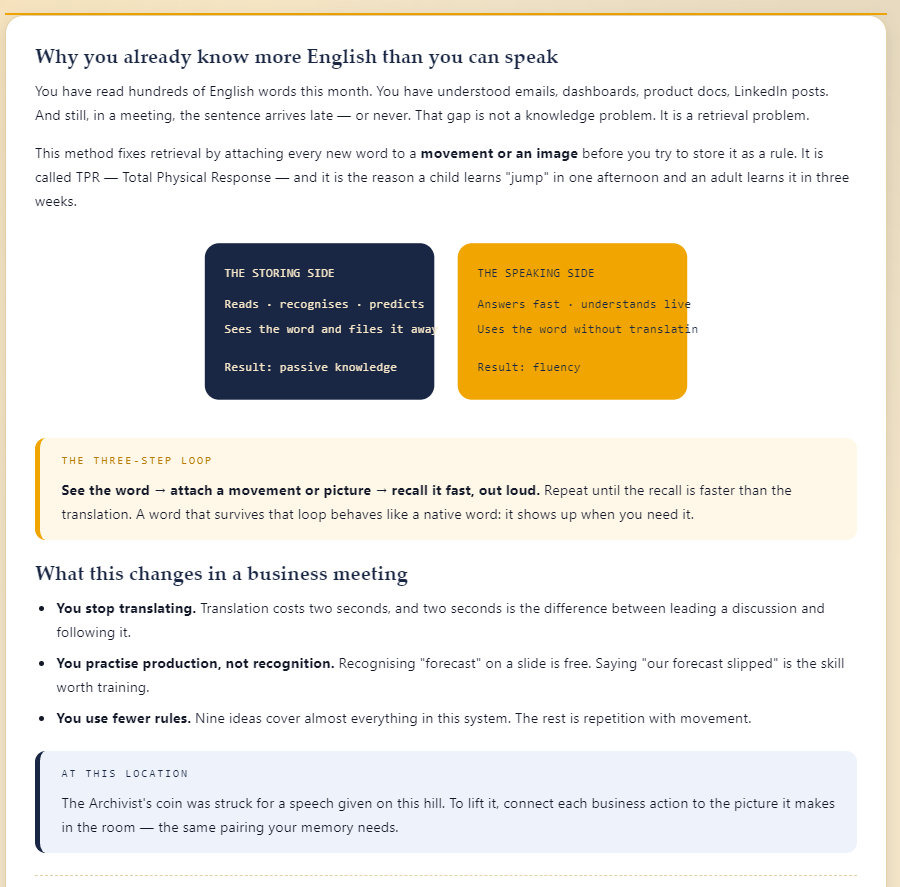 Why you already know more English than you can speak
You have read hundreds of English words this month. You have understood emails, dashboards, product docs, LinkedIn posts.
And still, in a meeting, the sentence arrives late — or never. That gap is not a knowledge problem. It is a retrieval problem.
This method fixes retrieval by attaching every new word to a movement or an image before you try to store it as a rule. It is
called TPR — Total Physical Response — and it is the reason a child learns "jump" in one afternoon and an adult learns it in three
weeks.
THE STORING SIDE
Reads · recognises · predicts
Sees the word and files it away
Result: passive knowledge
THE SPEAKING SIDE
Answers fast · understands live
Uses the word without translatin
Result: fluency
THE THREE-STEP LOOP
See the word → attach a movement or picture → recall it fast, out loud. Repeat until the recall is faster than the
translation. A word that survives that loop behaves like a native word: it shows up when you need it.
What this changes in a business meeting
• You stop translating. Translation costs two seconds, and two seconds is the difference between leading a discussion and
following it.
• You practise production, not recognition. Recognising "forecast" on a slide is free. Saying "our forecast slipped" is the skill
worth training.
• You use fewer rules. Nine ideas cover almost everything in this system. The rest is repetition with movement.
AT THIS LOCATION
The Archivist's coin was struck for a speech given on this hill. To lift it, connect each business action to the picture it makes
in the room — the same pairing your memory needs.